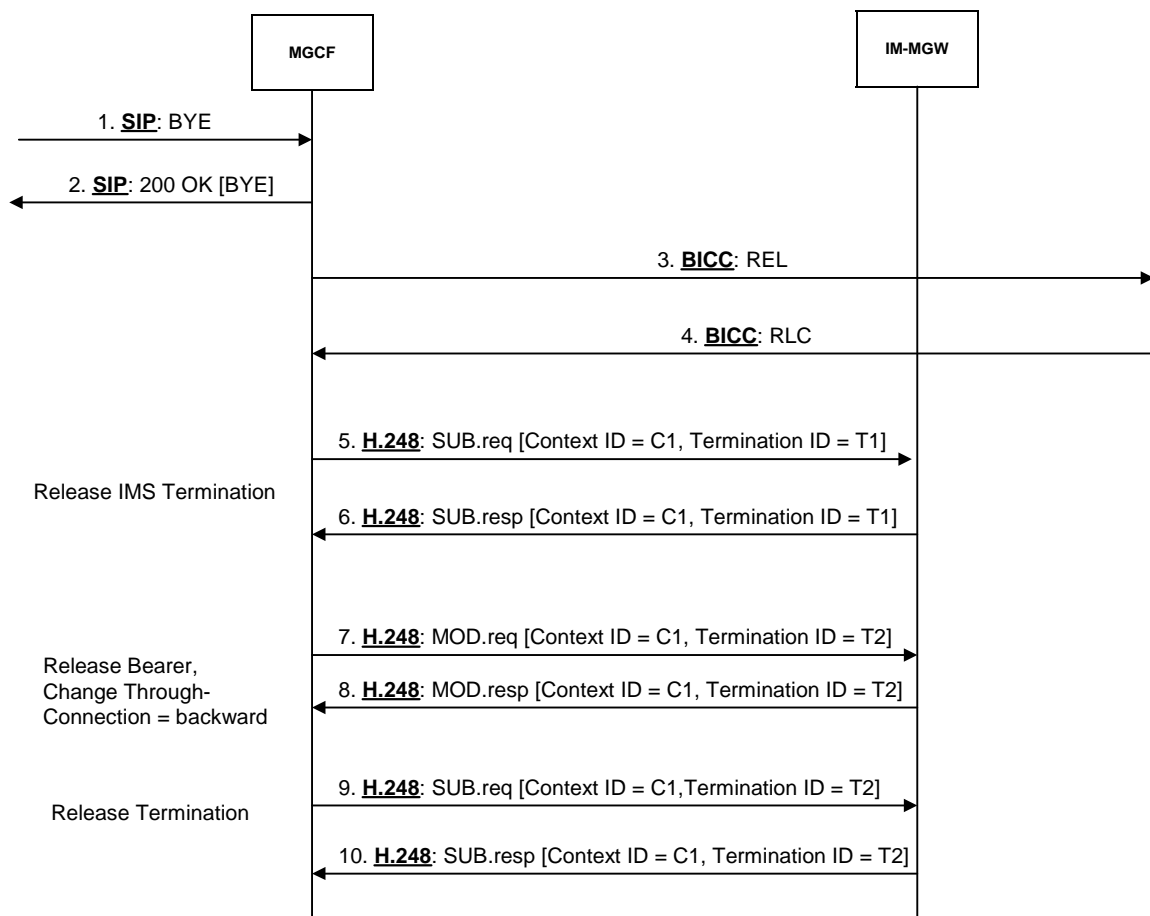 MGCF
IM-MGW
1. SIP: BYE
2. SIP: 200 OK [BYE]
3. BICC: REL
4. BICC: RLC
5. H.248: SUB.req [Context ID = C1, Termination ID = T1]
Release IMS Termination
6. H.248: SUB.resp [Context ID = C1, Termination ID = T1]
7. H.248: MOD.req [Context ID = C1, Termination ID = T2]
Release Bearer,
Change Through-
Connection = backward
8. H.248: MOD.resp [Context ID = C1, Termination ID = T2]
9. H.248: SUB.req [Context ID = C1,Termination ID = T2]
Release Termination
10. H.248: SUB.resp [Context ID = C1, Termination ID = T2]